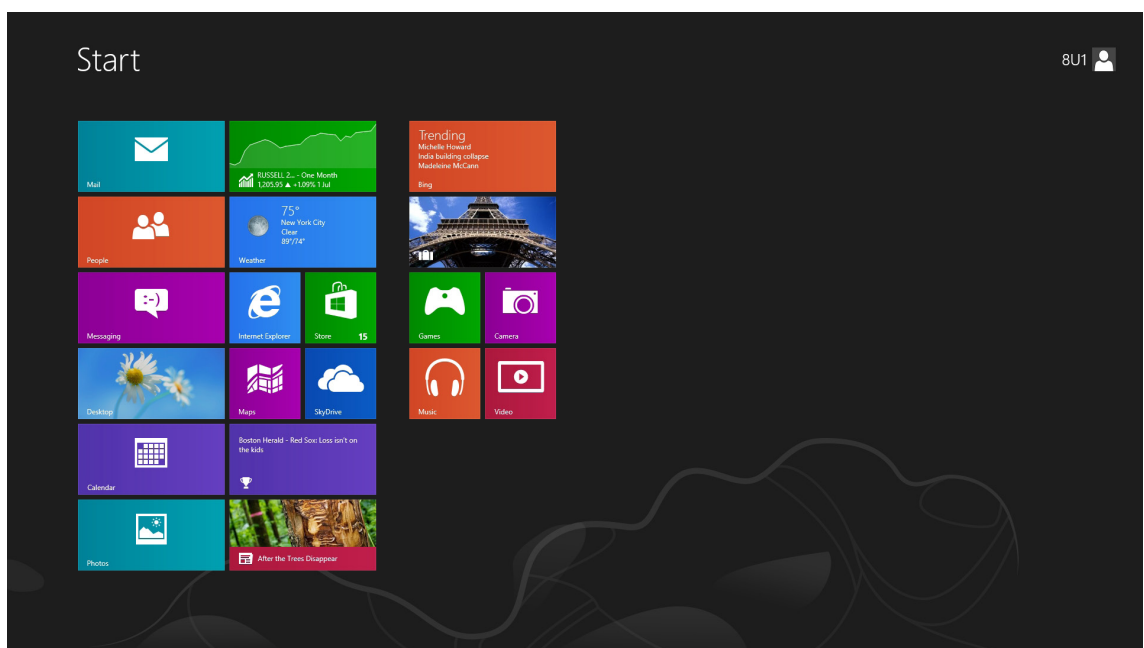 Start
8U1
Mail
RUSSELL 2... - One Month
1,205.95 ▲ +1.09% 1 Jul
Trending
Michelle Howard
India building collapse
Madeleine McCann
Bing
People
75°
New York City
Clear
89°/74°
Weather
:-)
Messaging
Internet Explorer
Store 15
Games
Camera
Desktop
Maps
SkyDrive
Music
Video
Calendar
Boston Herald - Red Sox: Loss isn't on
the kids
Photos
After the Trees Disappear